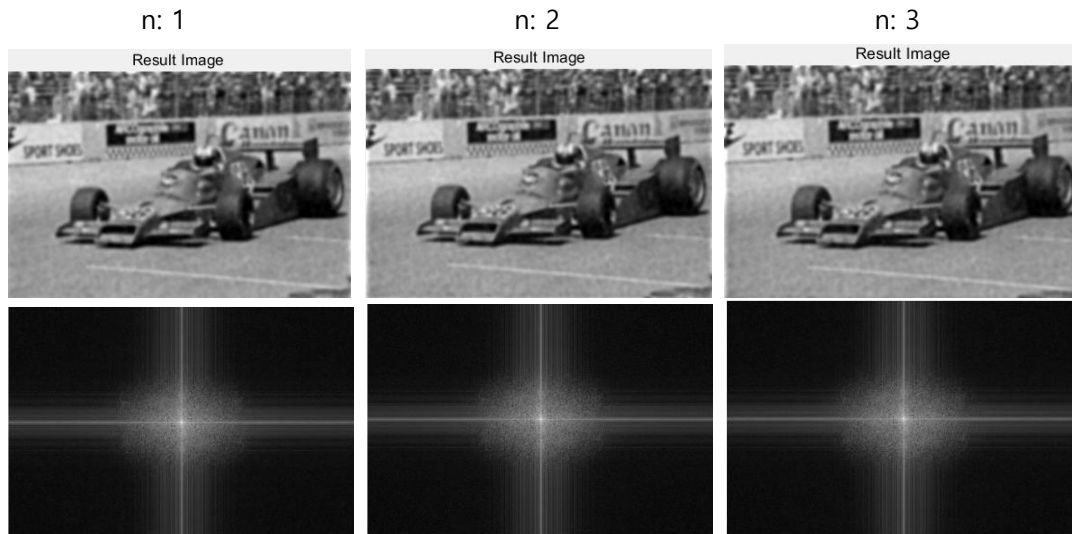 n: 1
n: 2
n: 3
Result Image
Result Image
Result Image
SPORT SHOES
Canon
SPORT SHOES
Canon
SPORT SHOES
Canon